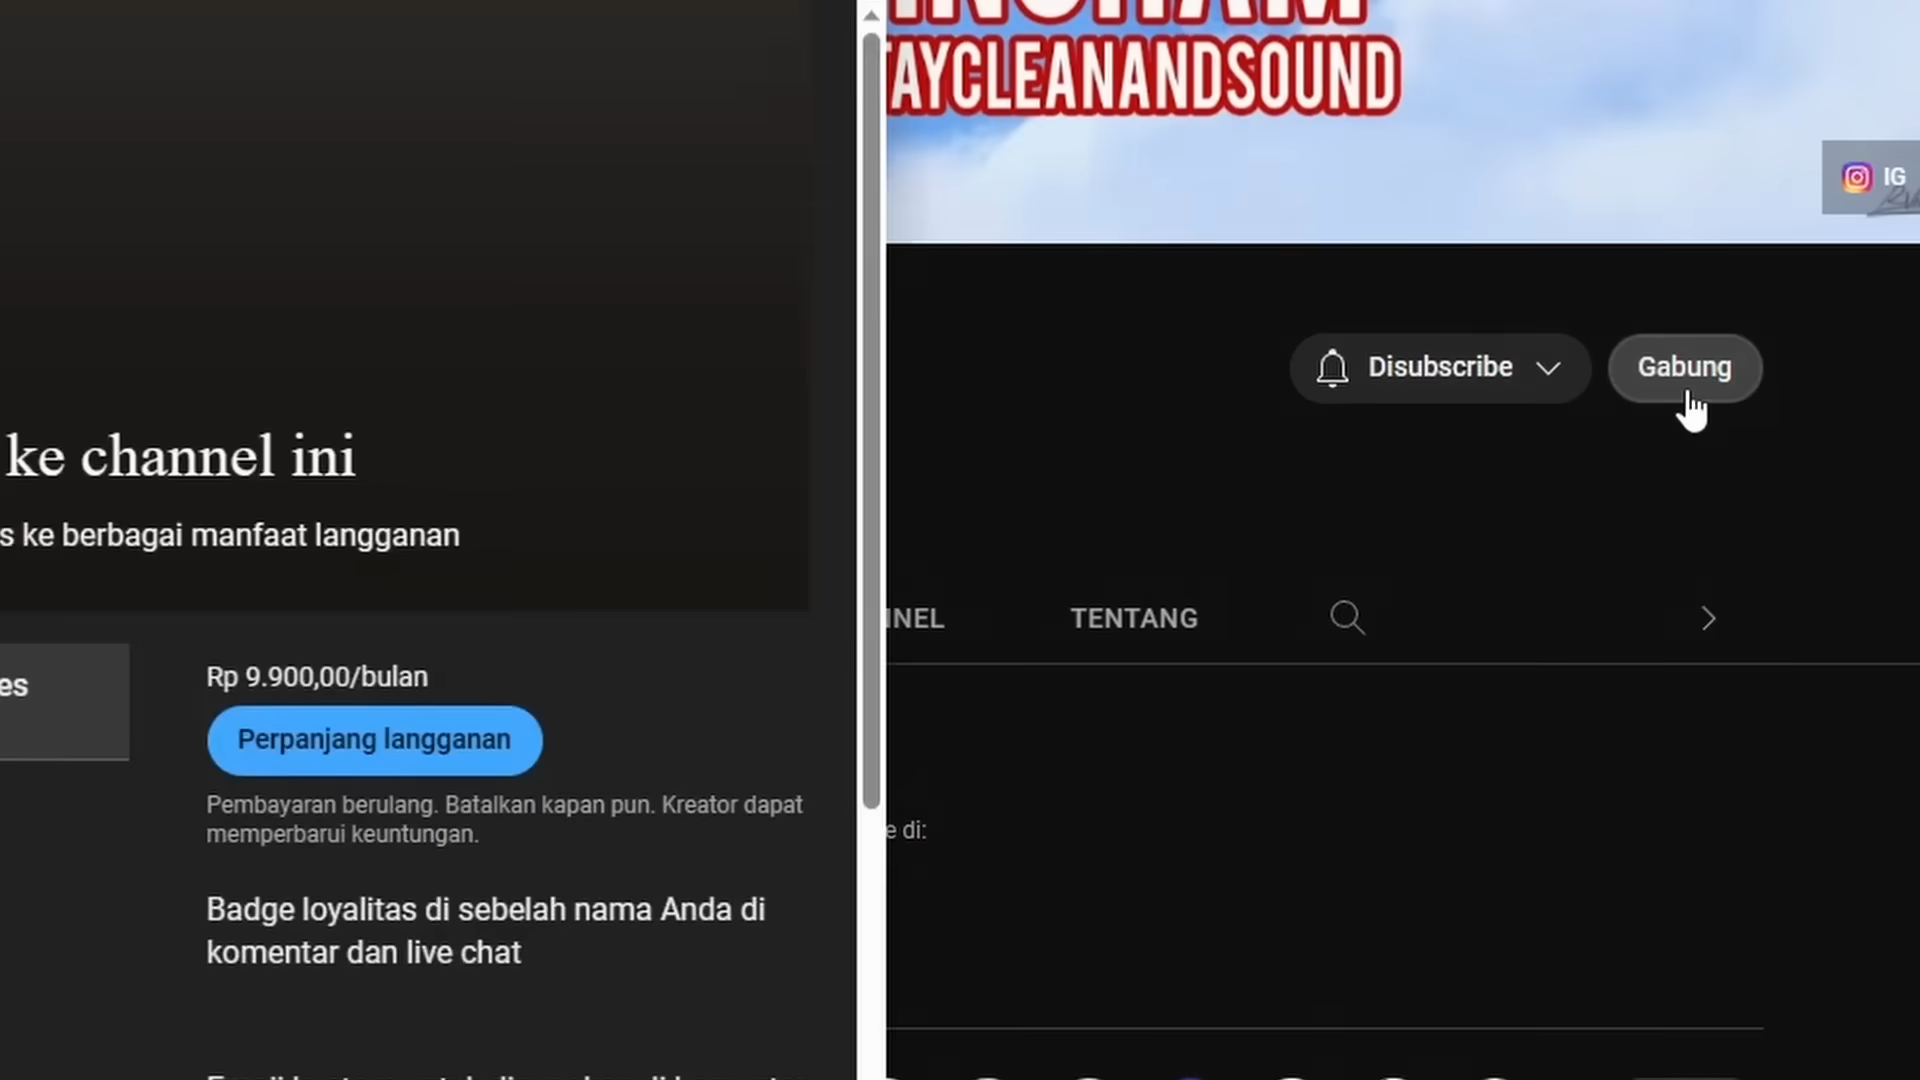 ke channel ini
s ke berbagai manfaat langganan
es
Rp 9.900,00/bulan
Perpanjang langganan
Pembayaran berulang. Batalkan kapan pun. Kreator dapat
memperbarui keuntungan.
Badge loyalitas di sebelah nama Anda di
komentar dan live chat
INGHAM
TAYCLEANANDSOUND
IG
Disubscribe
Gabung
NEL
TENTANG
e di: